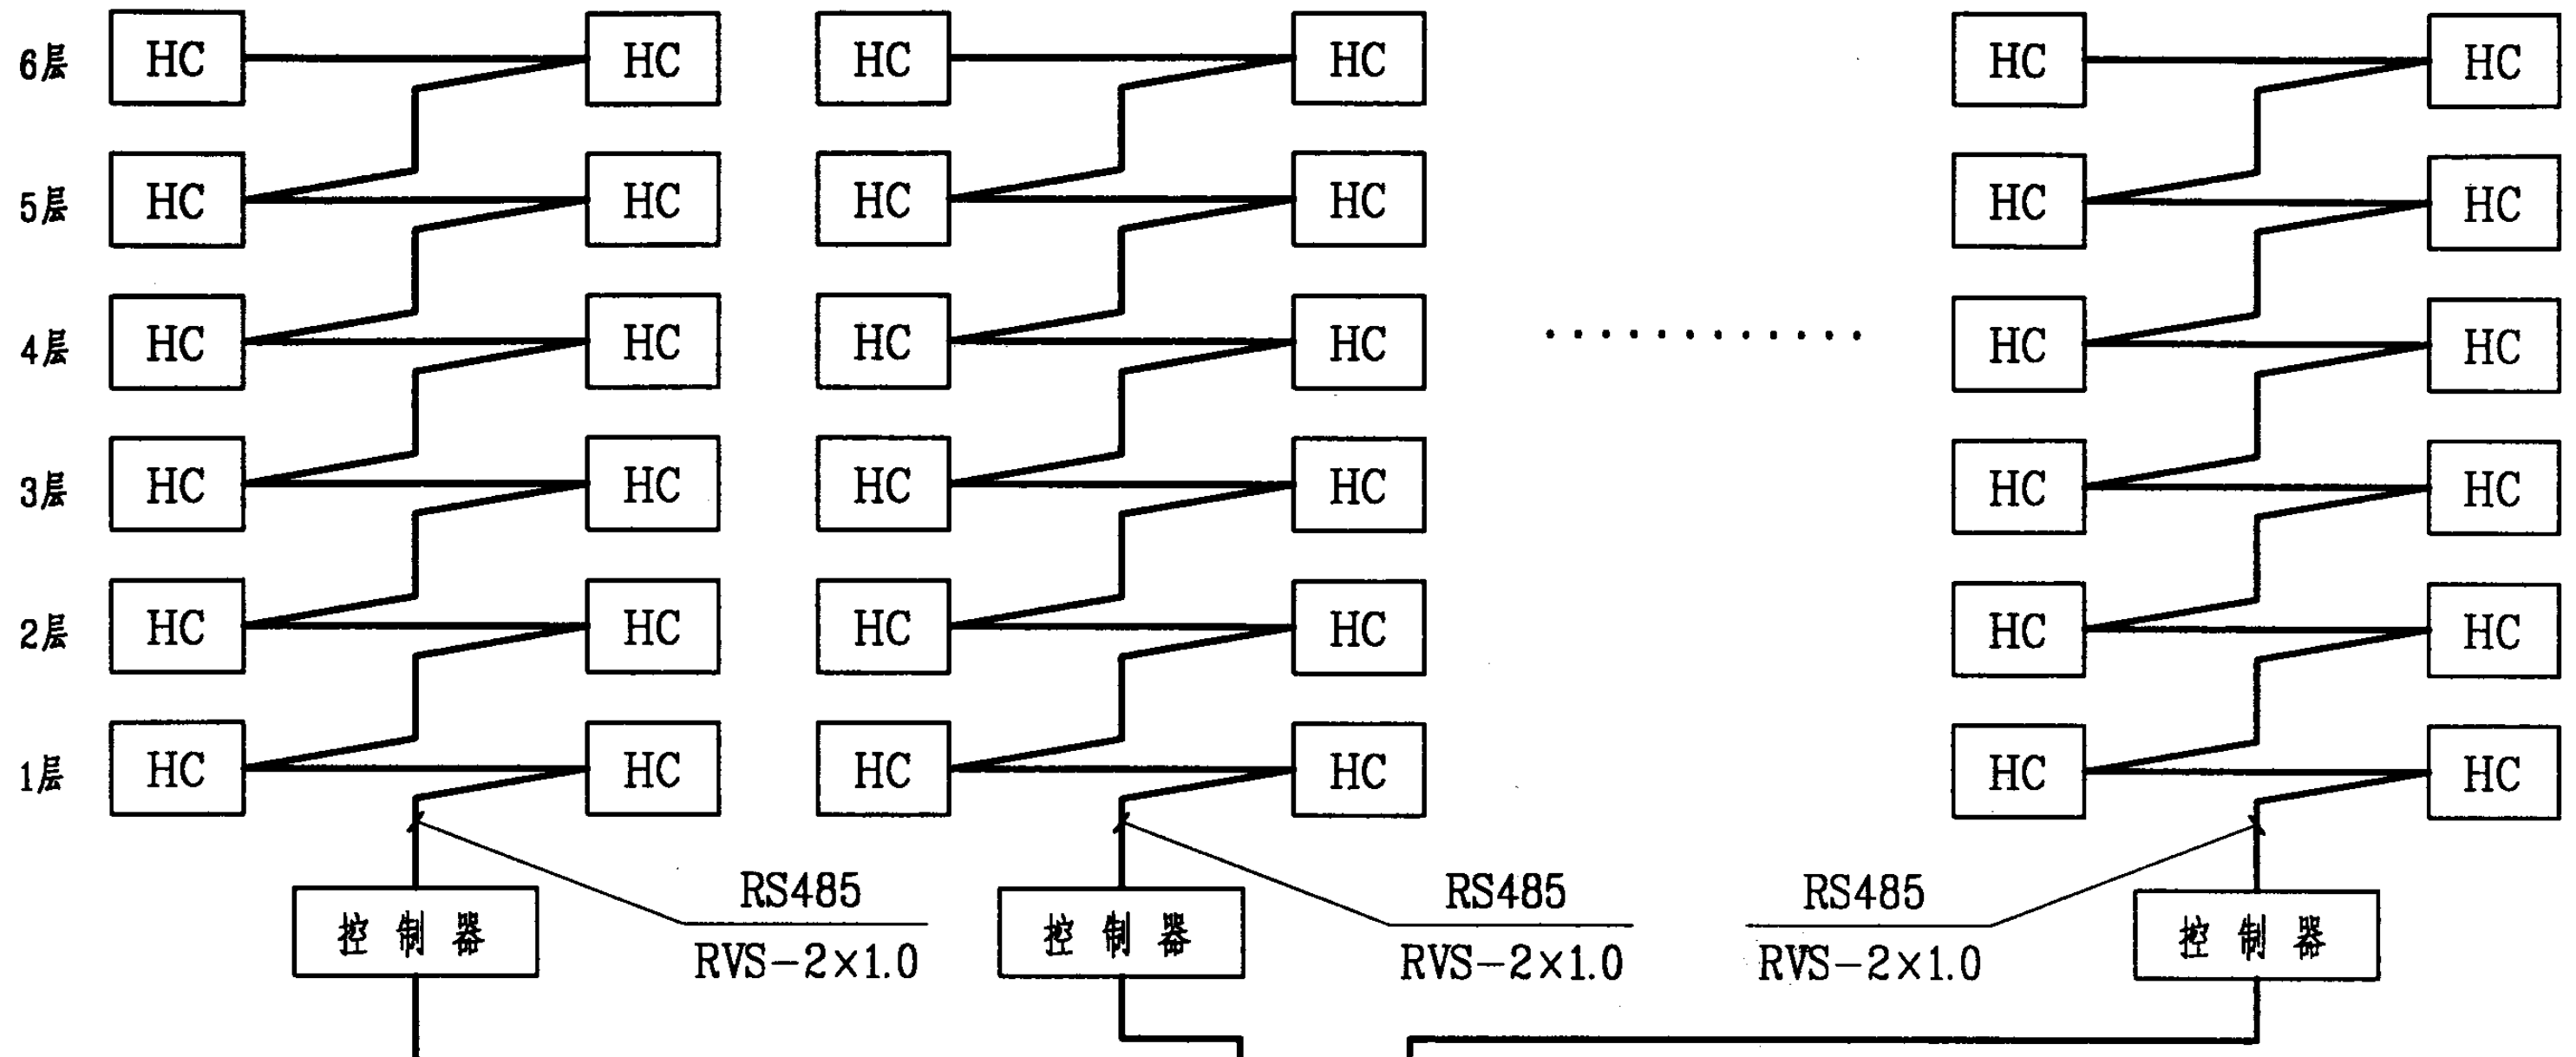 6层 HC HC HC HC HC HC
5层 HC HC HC HC HC HC
4层 HC HC HC HC ............ HC HC
3层 HC HC HC HC HC HC
2层 HC HC HC HC HC HC
1层 HC HC HC HC HC HC
RS485 RS485 RS485
控制器 控制器 控制器
RVS-2×1.0 RVS-2×1.0 RVS-2×1.0